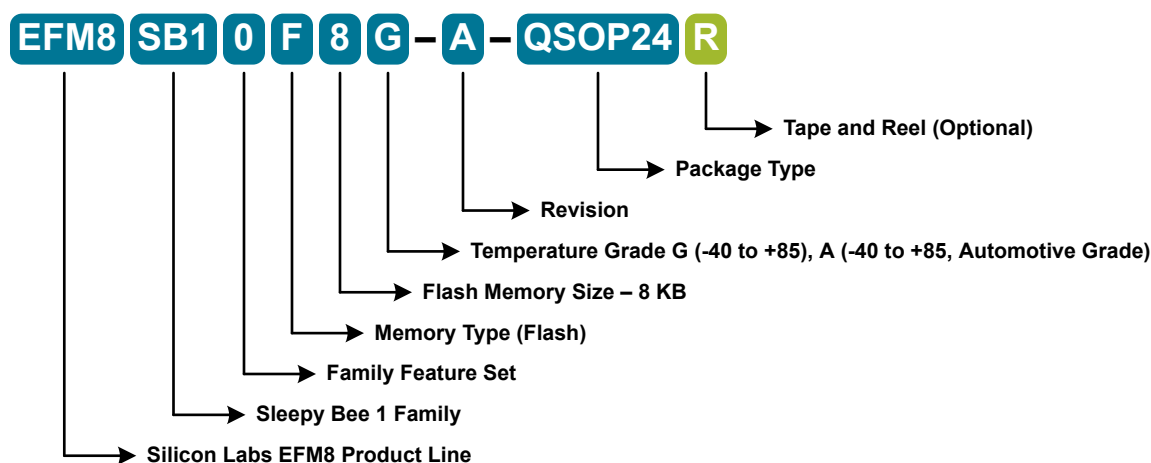 EFM8 SB1 0 F 8 G – A – QSOP24 R
Tape and Reel (Optional)
Package Type
Revision
Temperature Grade G (-40 to +85), A (-40 to +85, Automotive Grade)
Flash Memory Size – 8 KB
Memory Type (Flash)
Family Feature Set
Sleepy Bee 1 Family
Silicon Labs EFM8 Product Line